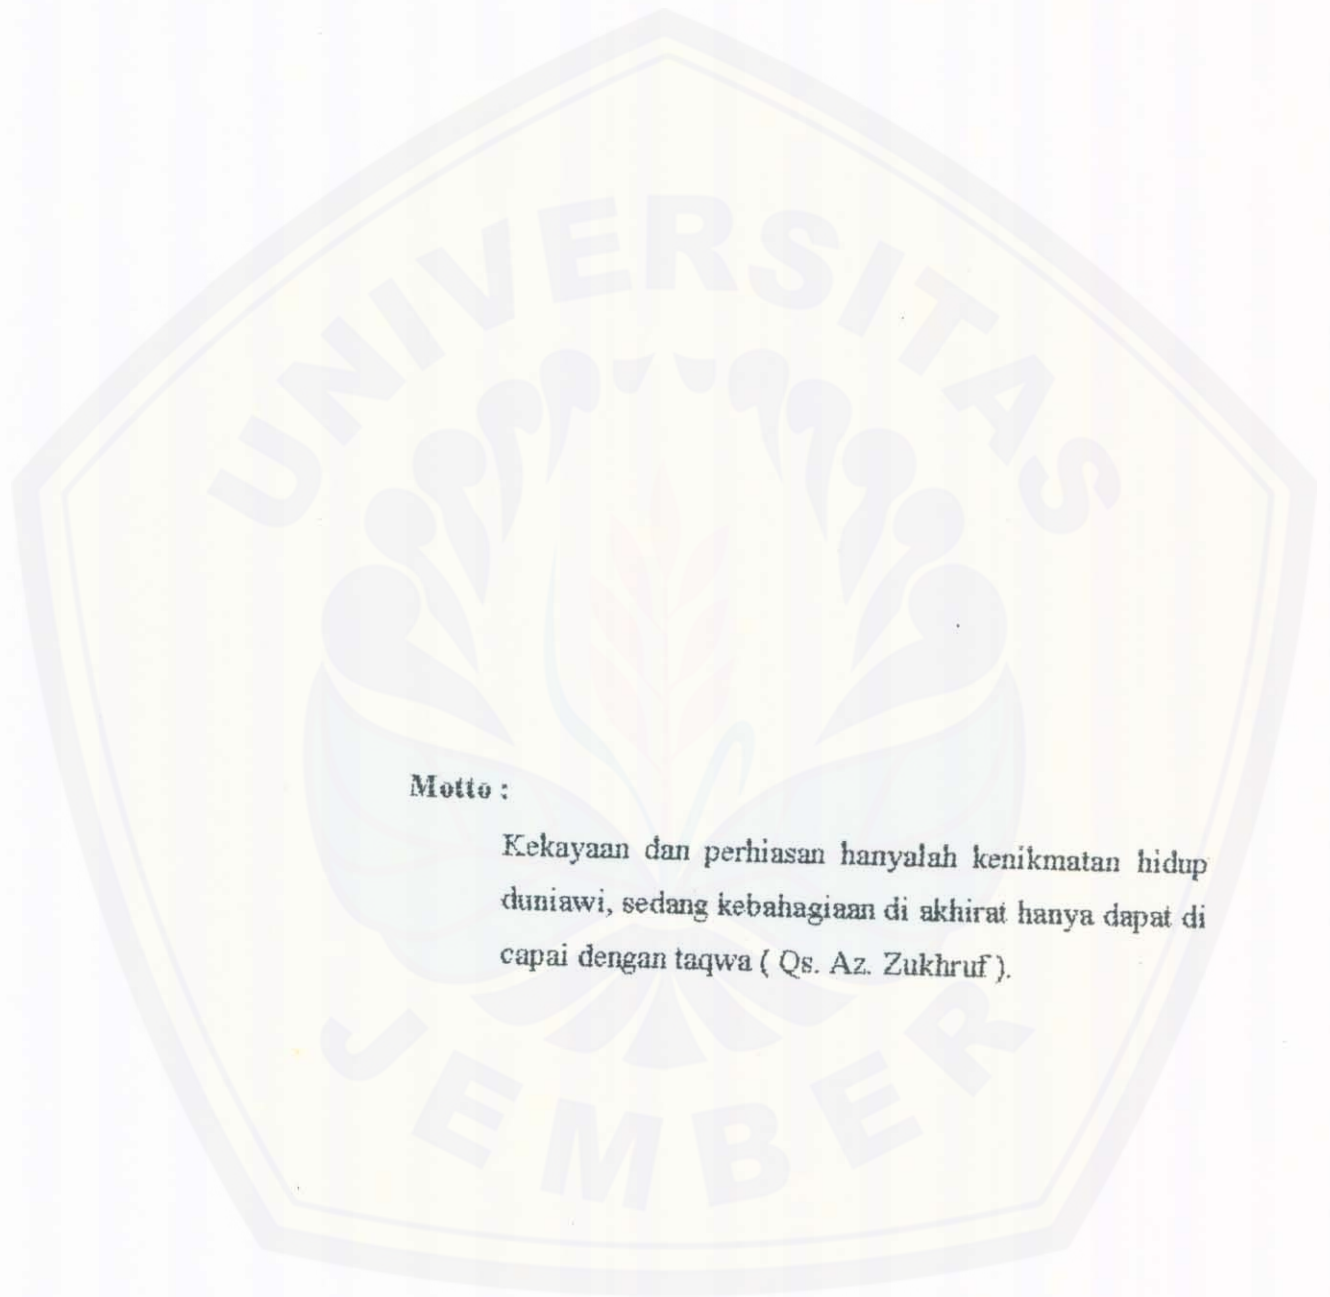 UNIVERSITAS
Motto :
Kekayaan dan perhiasan hanyalah kenikmatan hidup
duniawi, sedang kebahagiaan di akhirat hanya dapat di
capai dengan taqwa ( Qs. Az. Zukhruf ).
JEMBER